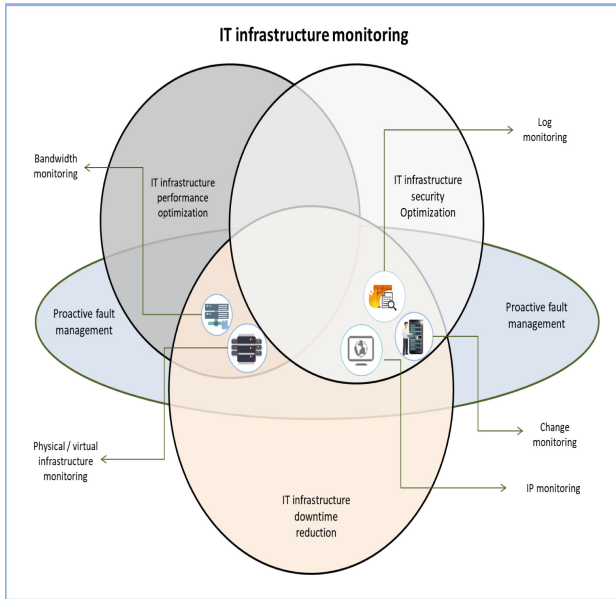 IT infrastructure monitoring
Log
monitoring
Bandwidth
monitoring
IT infrastructure
performance
optimization
IT infrastructure
security
Optimization
Proactive fault
management
Proactive fault
management
Physical / virtual
infrastructure
monitoring
Change
monitoring
IP monitoring
IT infrastructure
downtime
reduction